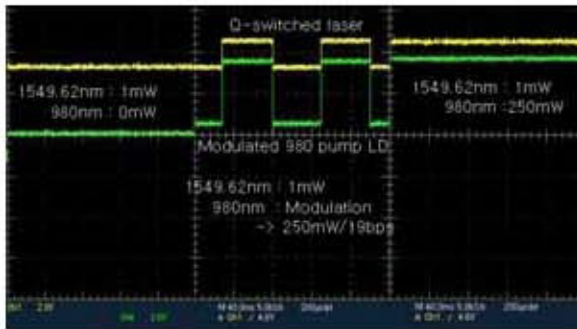 Q-switched laser
1549.62nm : 1mW
980nm : 0mW
1549.62nm : 1mW
980nm :250mW
Modulated 980 pump LD
1549.62nm : 1mW
980nm : Modulation
-> 250mW/19bps